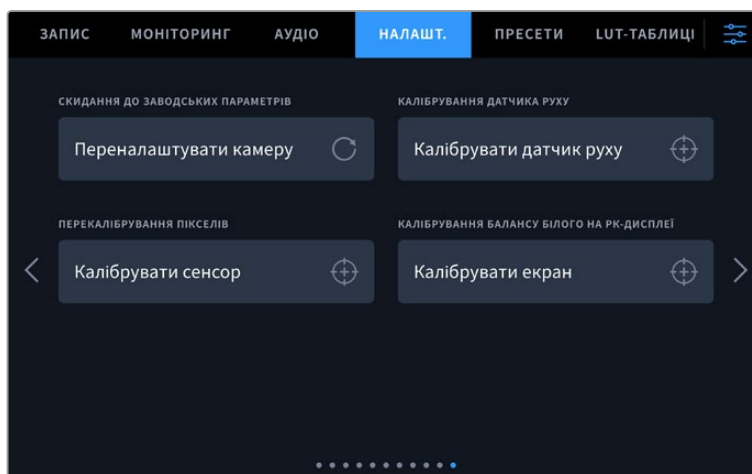 ЗАПИС МОНІТОРИНГ АУДІО НАЛАШТ. ПРЕСЕТИ LUT-ТАБЛИЦІ
СКИДАННЯ ДО ЗАВОДСЬКИХ ПАРАМЕТРІВ
Переналаштувати камеру
КАЛІБРУВАННЯ ДАТЧИКА РУХУ
Калібрувати датчик руху
ПЕРЕКАЛІБРУВАННЯ ПІКСЕЛІВ
Калібрувати сенсор
КАЛІБРУВАННЯ БАЛАНСУ БІЛОГО НА РК-ДИСПЛЕЇ
Калібрувати екран